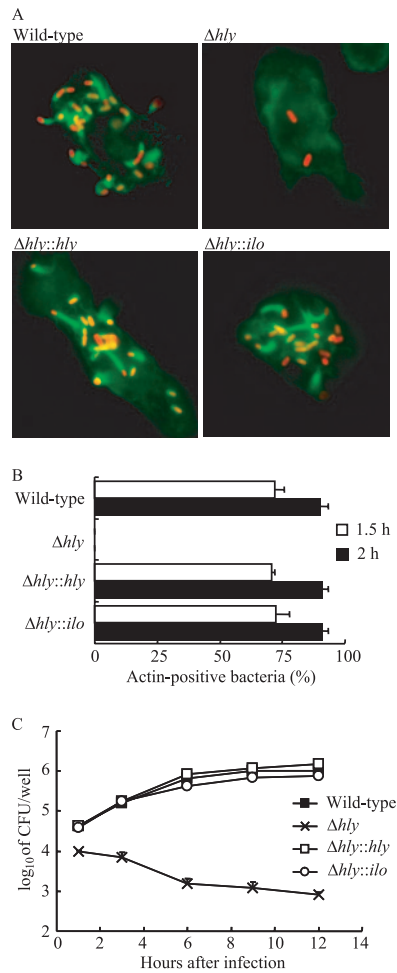 A
Wild-type
Δhly
Δhly::hly
Δhly::ilo
B
Wild-type
Δhly
Δhly::hly
Δhly::ilo
1.5 h
2 h
0 25 50 75 100
Actin-positive bacteria (%)
C
log₁₀ of CFU/well
7
6
5
4
3
2
0 2 4 6 8 10 12 14
Hours after infection
Wild-type
Δhly
Δhly::hly
Δhly::ilo